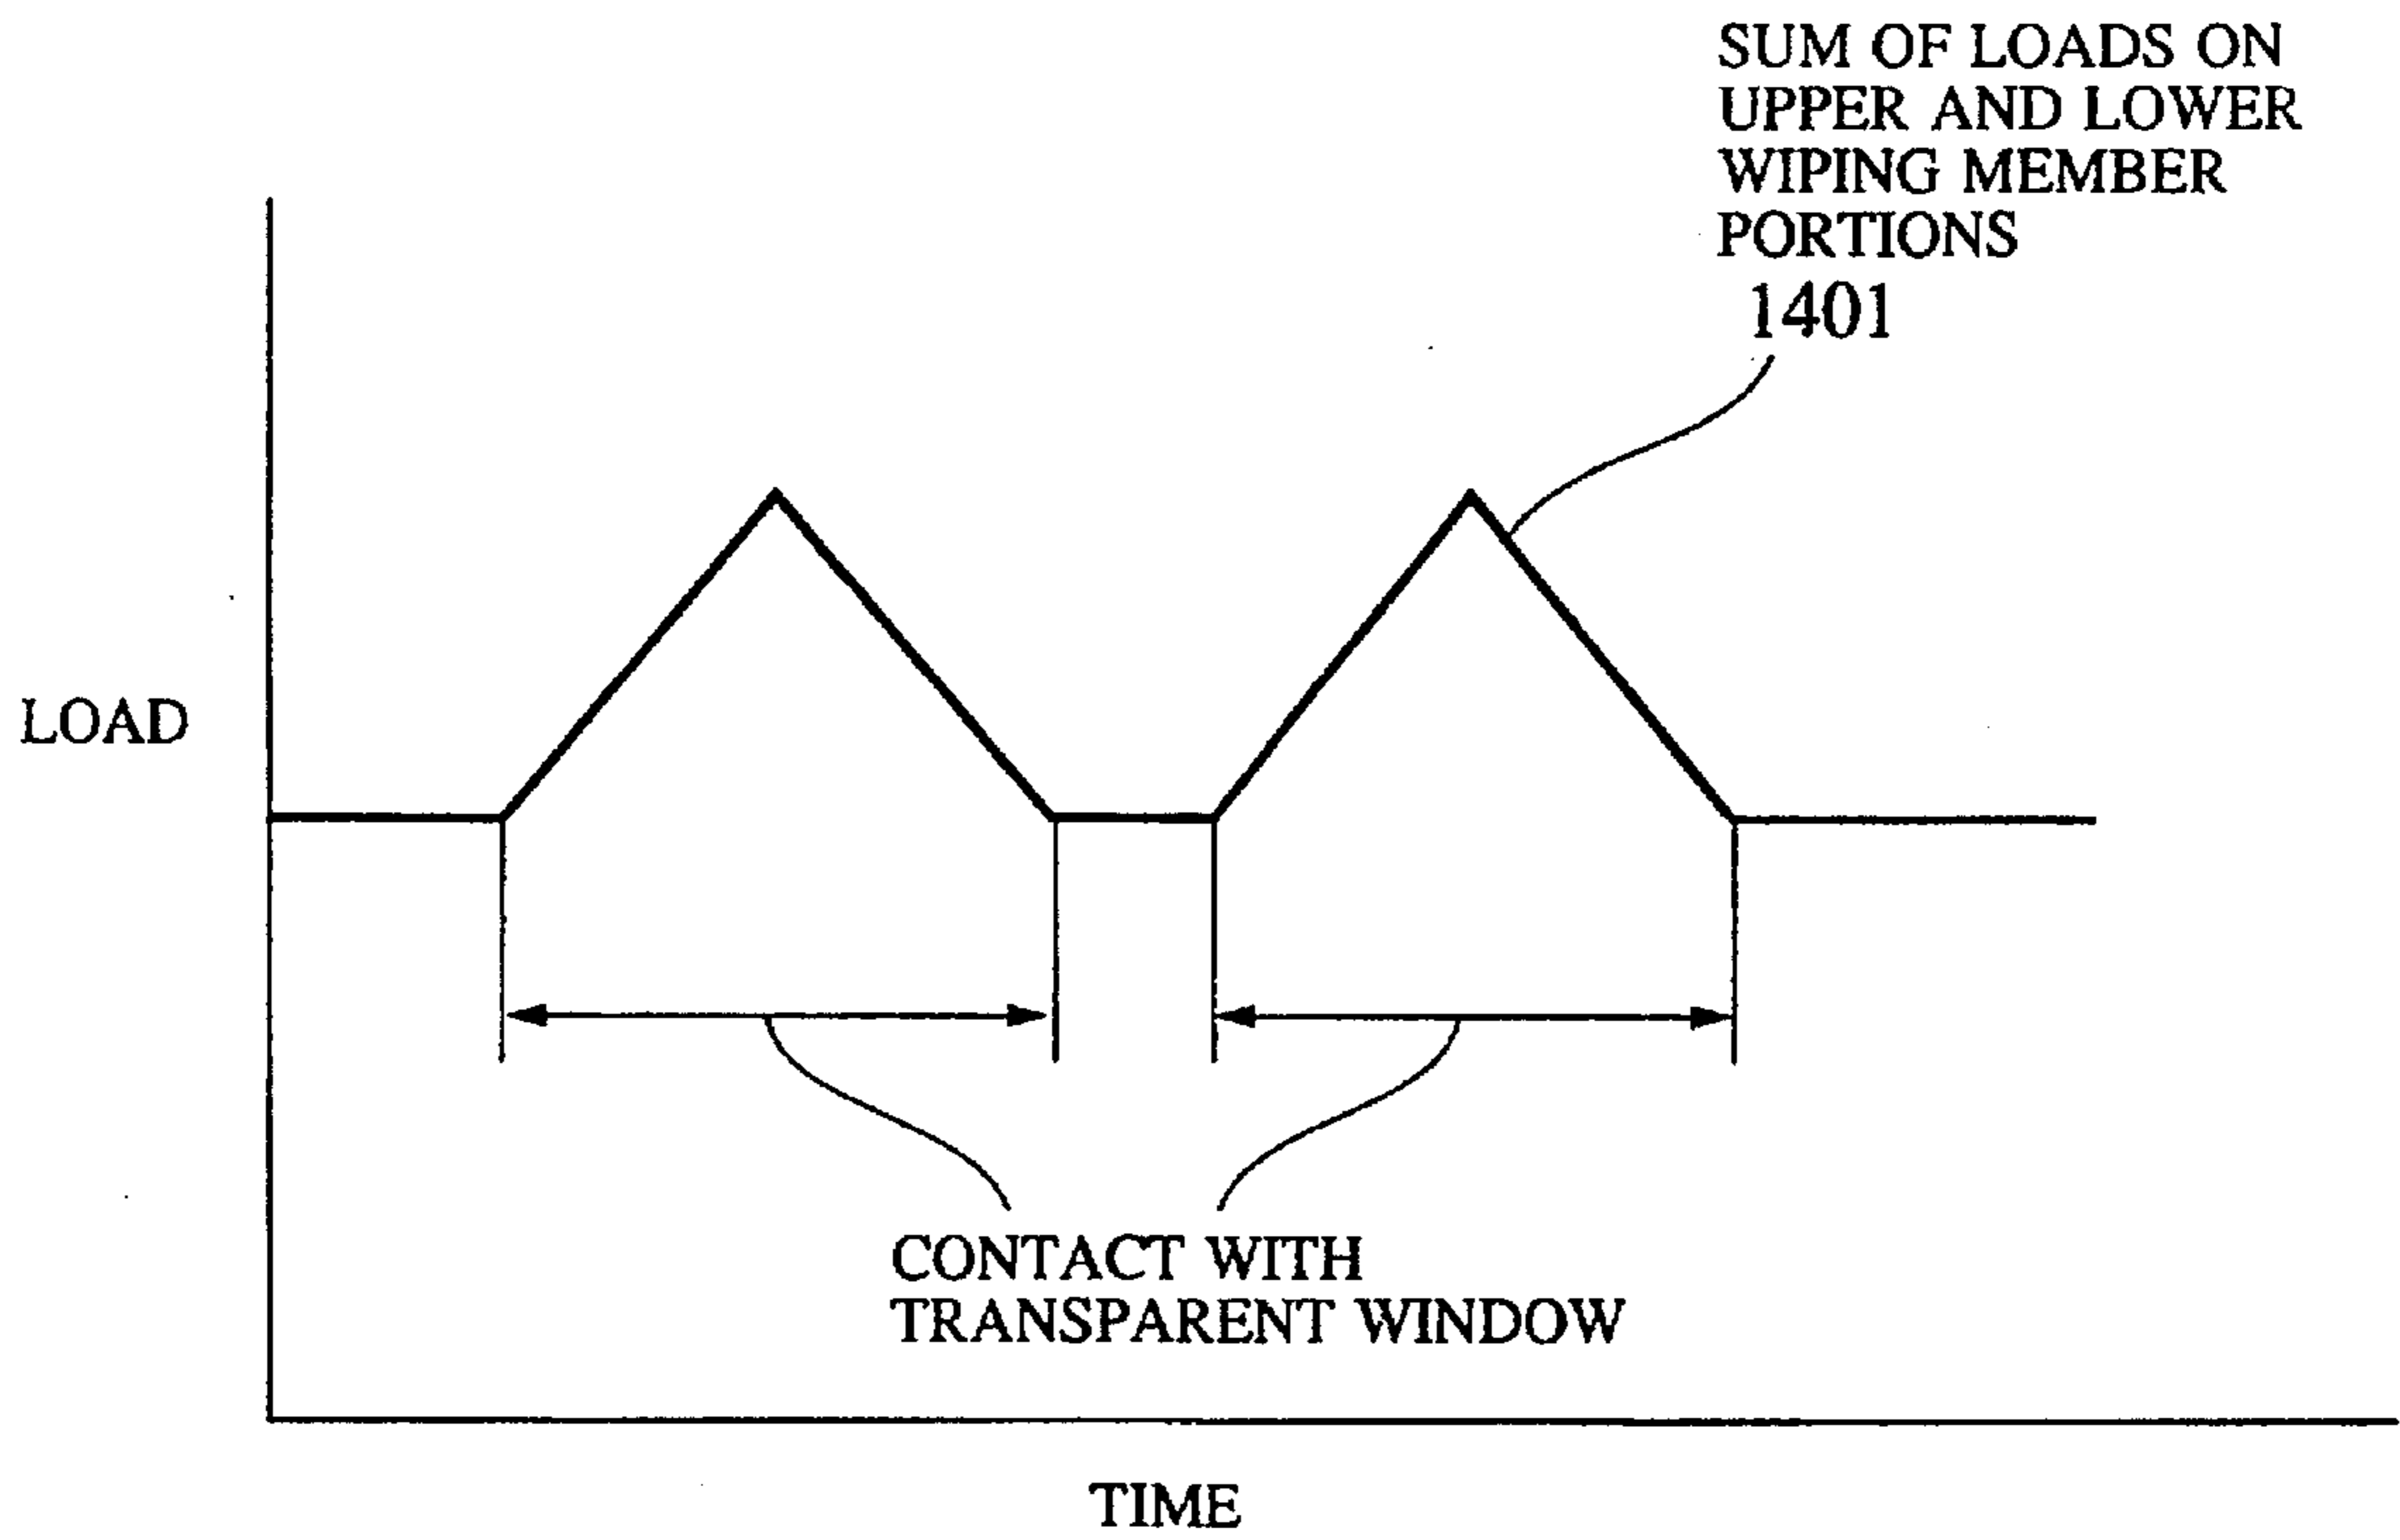 SUM OF LOADS ON
UPPER AND LOWER
WIPING MEMBER
PORTIONS
1401
LOAD
CONTACT WITH
TRANSPARENT WINDOW
TIME